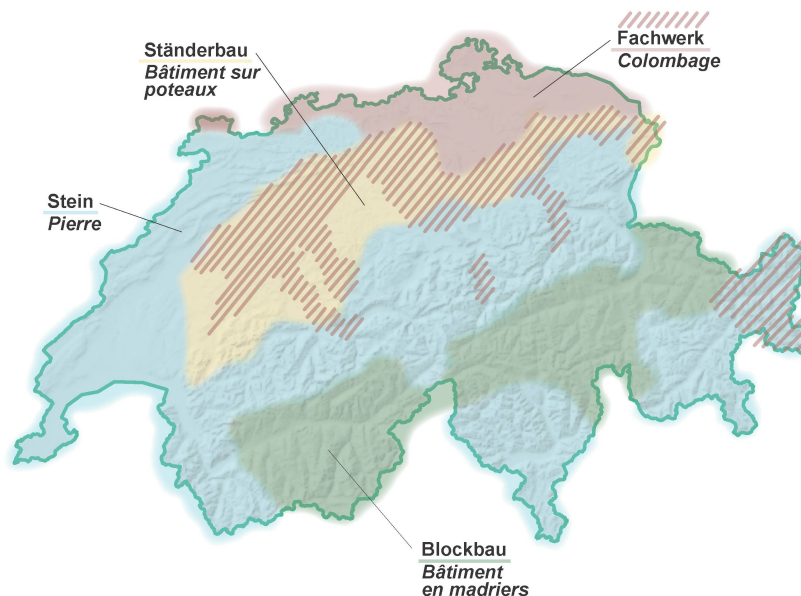 Ständerbau
Bâtiment sur
poteaux
Fachwerk
Colombage
Stein
Pierre
Blockbau
Bâtiment
en madriers